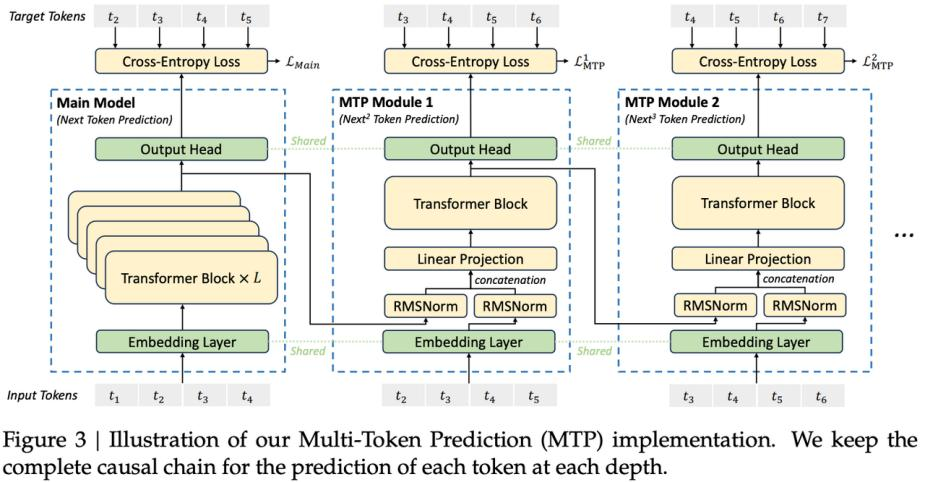 Target Tokens t₂ t₃ t₄ t₅ t₃ t₄ t₅ t₆ t₄ t₅ t₆ t₇
Cross-Entropy Loss ℒ_Main Cross-Entropy Loss ℒ¹_MTP Cross-Entropy Loss ℒ²_MTP
Main Model MTP Module 1 MTP Module 2
(Next Token Prediction) (Next² Token Prediction) (Next³ Token Prediction)
Output Head Shared Output Head Shared Output Head
Transformer Block × L Transformer Block Transformer Block
Linear Projection Linear Projection
concatenation concatenation
RMSNorm RMSNorm RMSNorm RMSNorm
Embedding Layer Shared Embedding Layer Shared Embedding Layer
...
Input Tokens t₁ t₂ t₃ t₄ t₂ t₃ t₄ t₅ t₃ t₄ t₅ t₆
Figure 3 | Illustration of our Multi-Token Prediction (MTP) implementation. We keep the
complete causal chain for the prediction of each token at each depth.